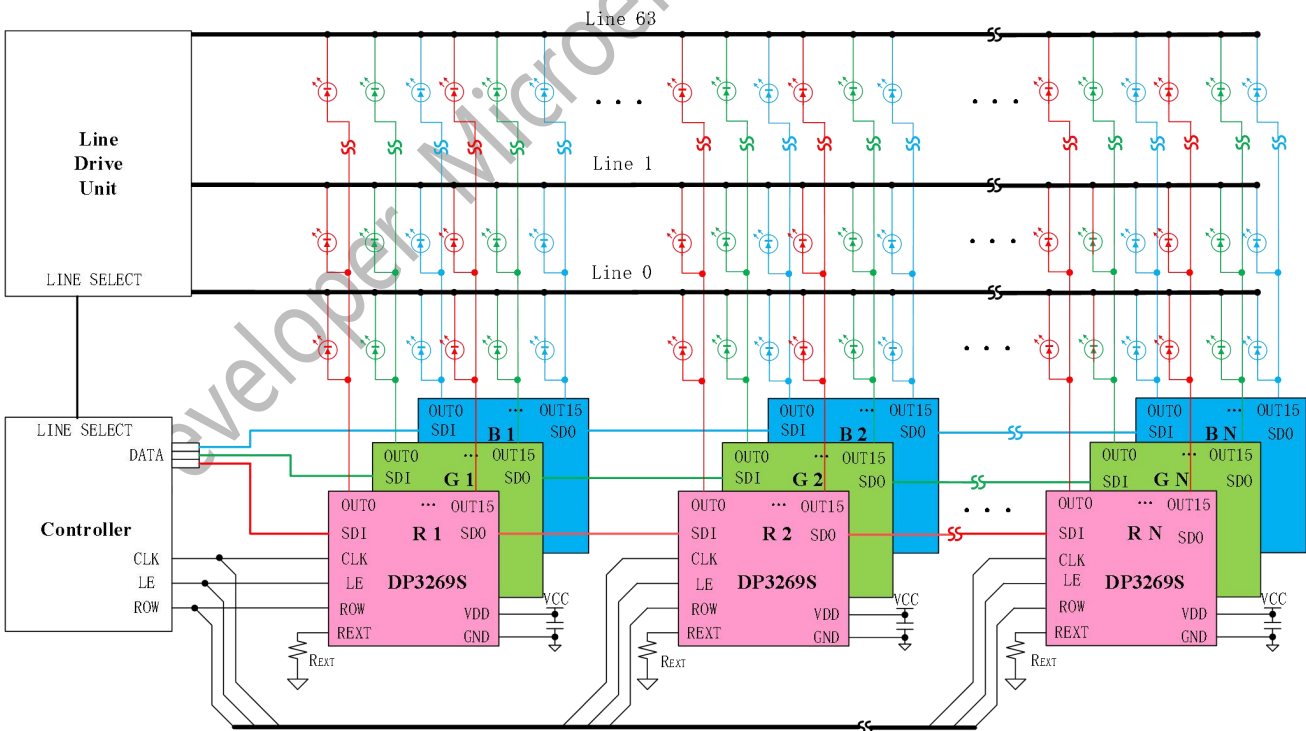 Line 63
Line
Drive
Unit
Line 1
LINE SELECT
Line 0
eveloper Microe
LINE SELECT
DATA
Controller
CLK
LE
ROW
OUT0 ... OUT15
SDI B 1 SDO
OUT0 ... OUT15
SDI G 1 SDO
OUT0 ... OUT15
SDI R 1 SDO
CLK
LE DP3269S
ROW VDD VCC
REXT GND
REXT
OUT0 ... OUT15
SDI B 2 SDO
OUT0 ... OUT15
SDI G 2 SDO
OUT0 ... OUT15
SDI R 2 SDO
CLK
LE DP3269S
ROW VDD VCC
REXT GND
REXT
OUT0 ... OUT15
SDI B N SDO
OUT0 ... OUT15
SDI G N SDO
OUT0 ... OUT15
SDI R N SDO
CLK
LE DP3269S
ROW VDD VCC
REXT GND
REXT